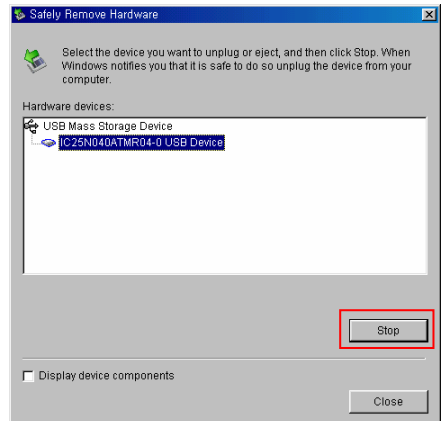 Safely Remove Hardware
Select the device you want to unplug or eject, and then click Stop. When
Windows notifies you that it is safe to do so unplug the device from your
computer.
Hardware devices:
USB Mass Storage Device
IC25N040ATMR04-0 USB Device
Stop
Display device components
Close